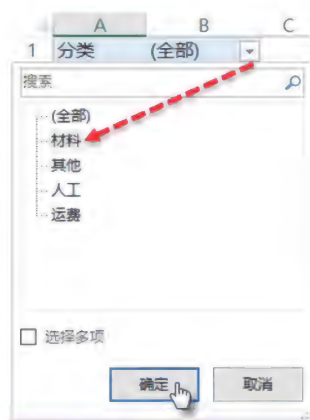 A B C
1 分类 (全部)
搜索
(全部)
材料
其他
人工
运费
选择多项
确定 取消